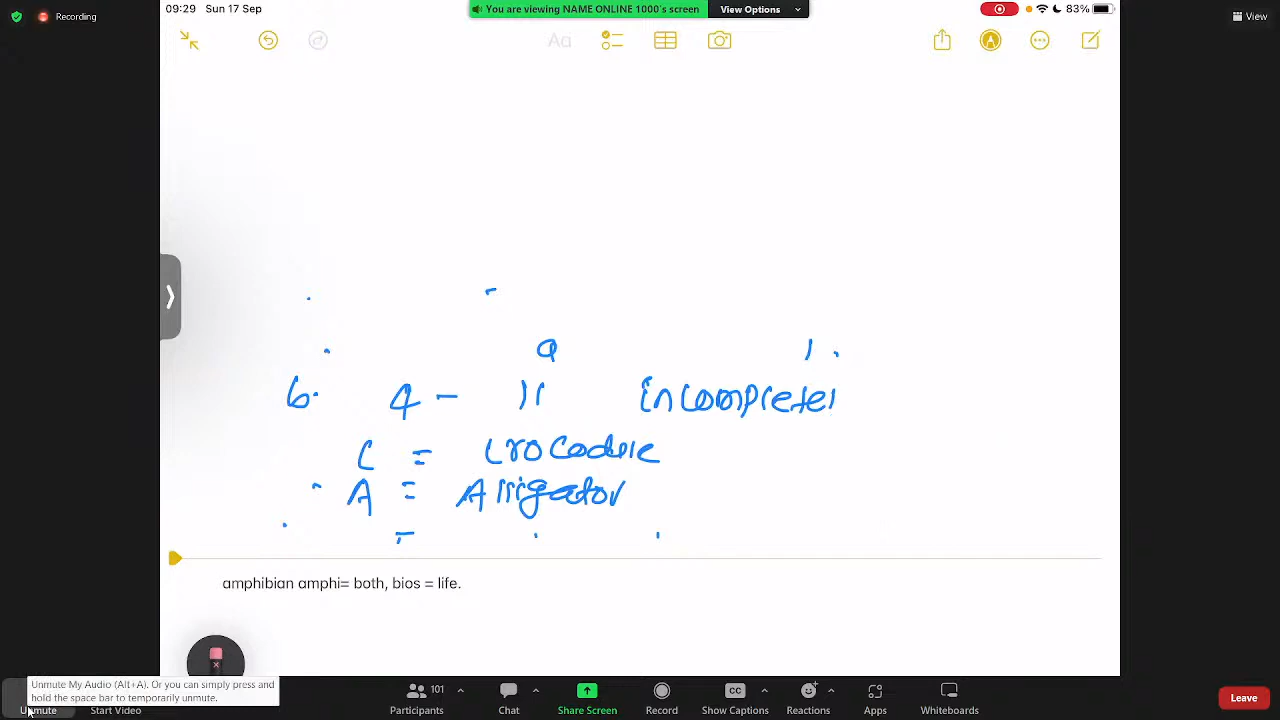 09:29 Sun 17 Sep
You are viewing NAME ONLINE 1000's screen
View Options
83%
Recording
View
Aa
a
6. 4 - 11 Incompletel
C = Crocodile
A = Alligator
amphibian amphi= both, bios = life.
Unmute My Audio (Alt+A). Or you can simply press and
hold the space bar to temporarily unmute.
Unmute
Start Video
101
Participants
Chat
Share Screen
Record
CC
Show Captions
Reactions
Apps
Whiteboards
Leave